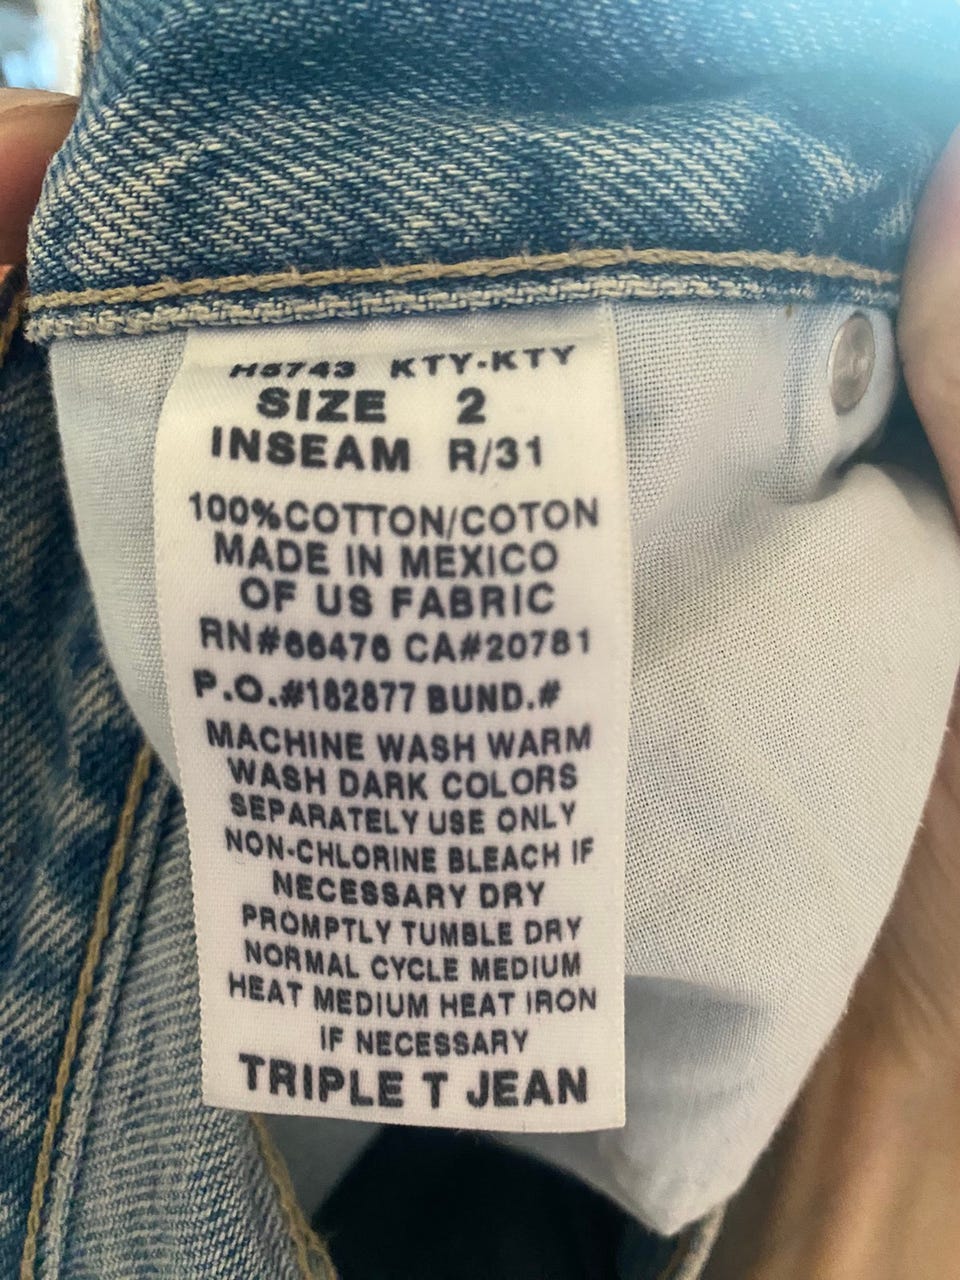 H5743 KTY-KTY
SIZE 2
INSEAM R/31
100%COTTON/COTON
MADE IN MEXICO
OF US FABRIC
RN#66476 CA#20781
P.O.#182877 BUND.#
MACHINE WASH WARM
WASH DARK COLORS
SEPARATELY USE ONLY
NON-CHLORINE BLEACH IF
NECESSARY DRY
PROMPTLY TUMBLE DRY
NORMAL CYCLE MEDIUM
HEAT MEDIUM HEAT IRON
IF NECESSARY
TRIPLE T JEAN